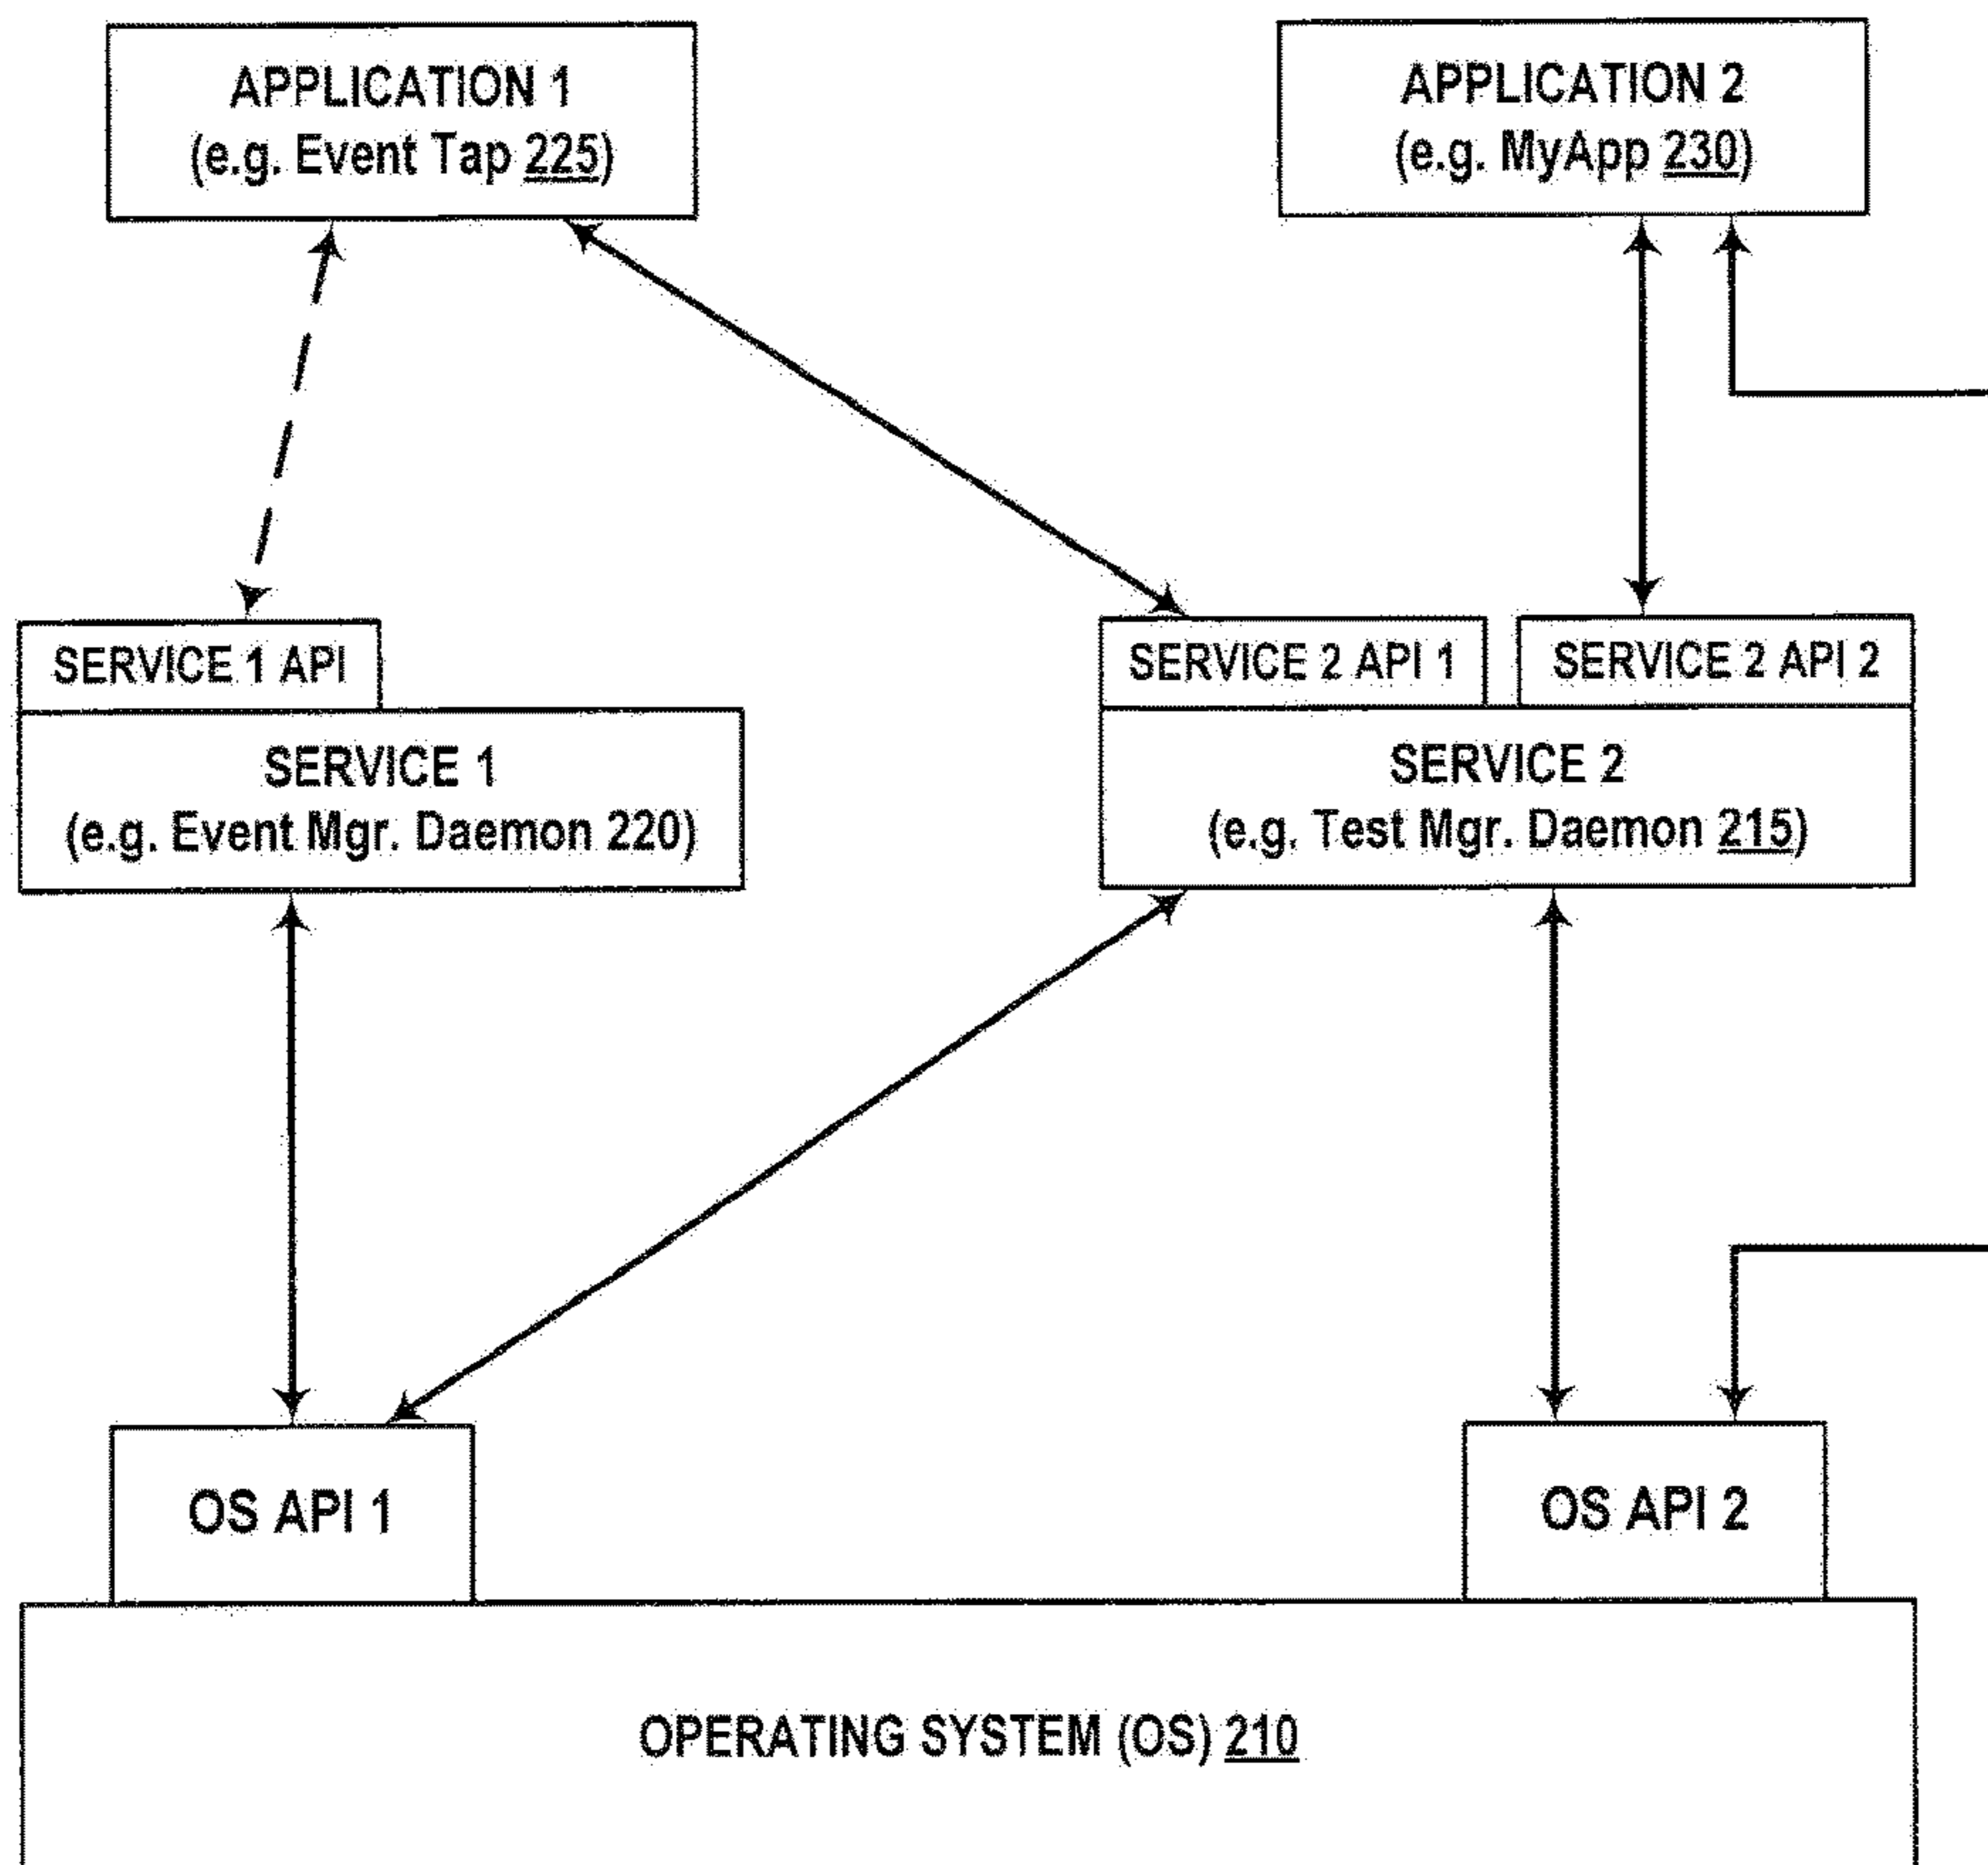 APPLICATION 1
(e.g. Event Tap 225)
APPLICATION 2
(e.g. MyApp 230)
SERVICE 1 API
SERVICE 2 API 1
SERVICE 2 API 2
SERVICE 1
(e.g. Event Mgr. Daemon 220)
SERVICE 2
(e.g. Test Mgr. Daemon 215)
OS API 1
OS API 2
OPERATING SYSTEM (OS) 210